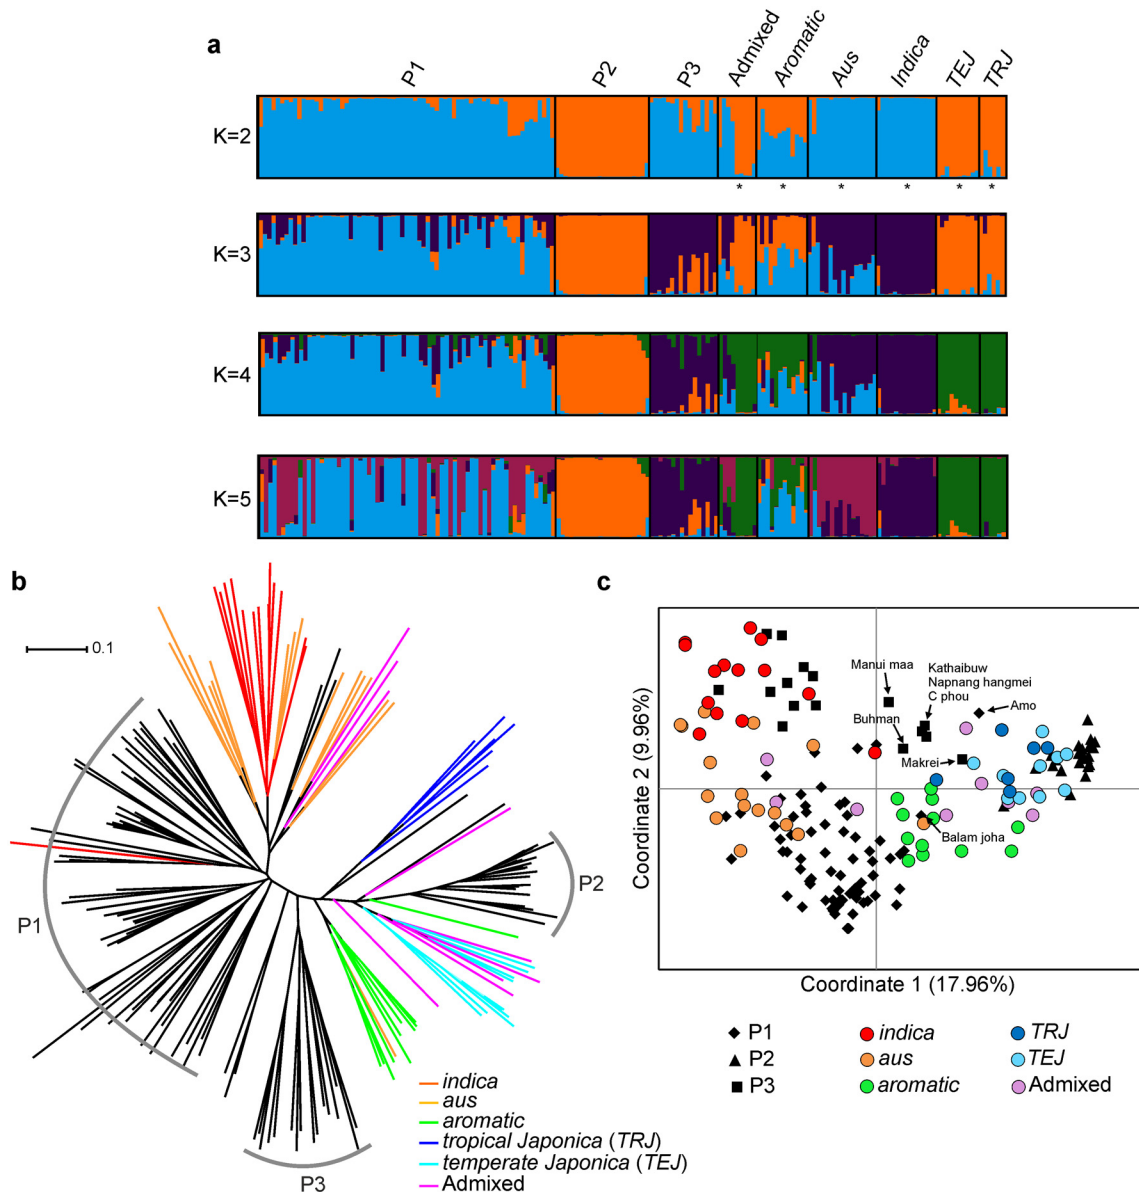 a
P1
P2
P3
Admixed
Aromatic
Aus
Indica
TEJ
TRJ
K=2
* * * * * *
K=3
K=4
K=5
b
0.1
P1
P2
P3
indica
aus
aromatic
tropical Japonica (TRJ)
temperate Japonica (TEJ)
Admixed
c
Manui maa
Kathaibuw
Napnang hangmei
C phou
Amo
Buhman
Makrei
Balam joha
Coordinate 2 (9.96%)
Coordinate 1 (17.96%)
P1
P2
P3
indica
aus
aromatic
TRJ
TEJ
Admixed